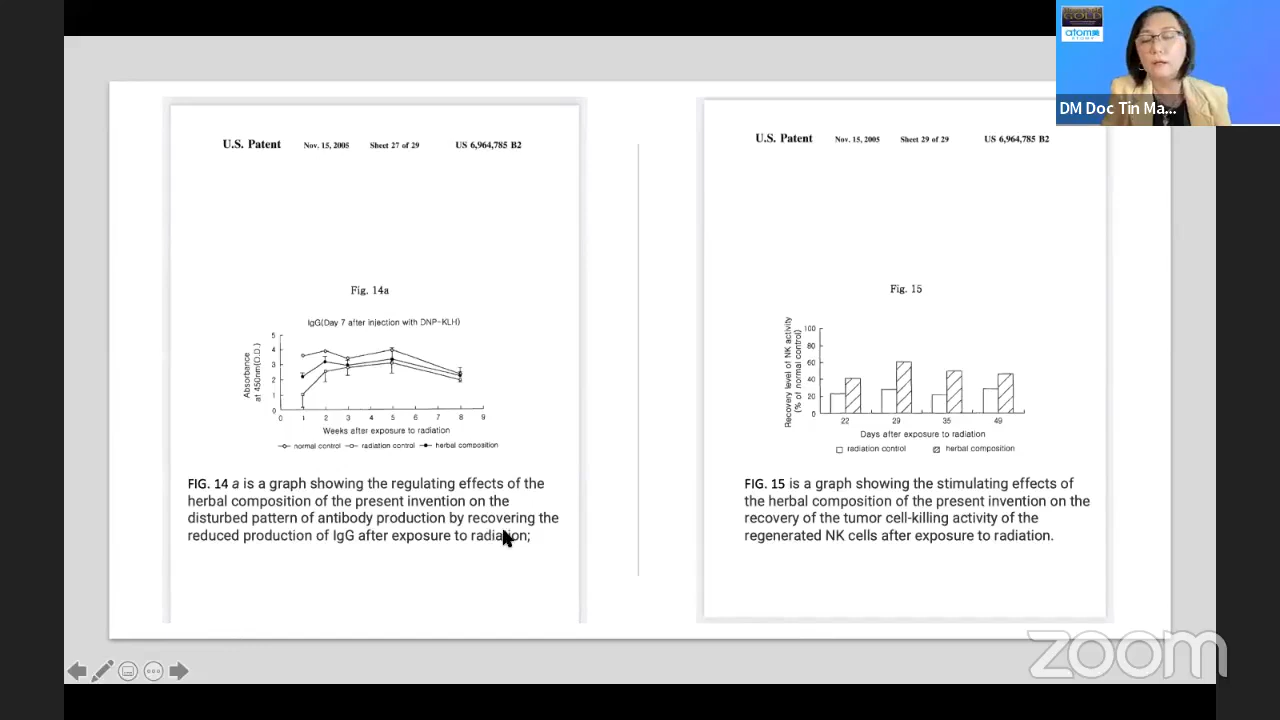 GOLD
atom美
DM Doc Tin Ma...
U.S. Patent Nov. 15, 2005 Sheet 27 of 29 US 6,964,785 B2
Fig. 14a
IgG(Day 7 after injection with DNP-KLH)
Absorbance
at 450nm(O.D.)
5
4
3
2
1
0
0 1 2 3 4 5 6 7 8 9
Weeks after exposure to radiation
normal control radiation control herbal composition
FIG. 14 a is a graph showing the regulating effects of the
herbal composition of the present invention on the
disturbed pattern of antibody production by recovering the
reduced production of IgG after exposure to radiation;
U.S. Patent Nov. 15, 2005 Sheet 29 of 29 US 6,964,785 B2
Fig. 15
Recovery level of NK activity
(% of normal control)
100
80
60
40
20
0
22 29 35 49
Days after exposure to radiation
radiation control herbal composition
FIG. 15 is a graph showing the stimulating effects of
the herbal composition of the present invention on the
recovery of the tumor cell-killing activity of the
regenerated NK cells after exposure to radiation.
zoom